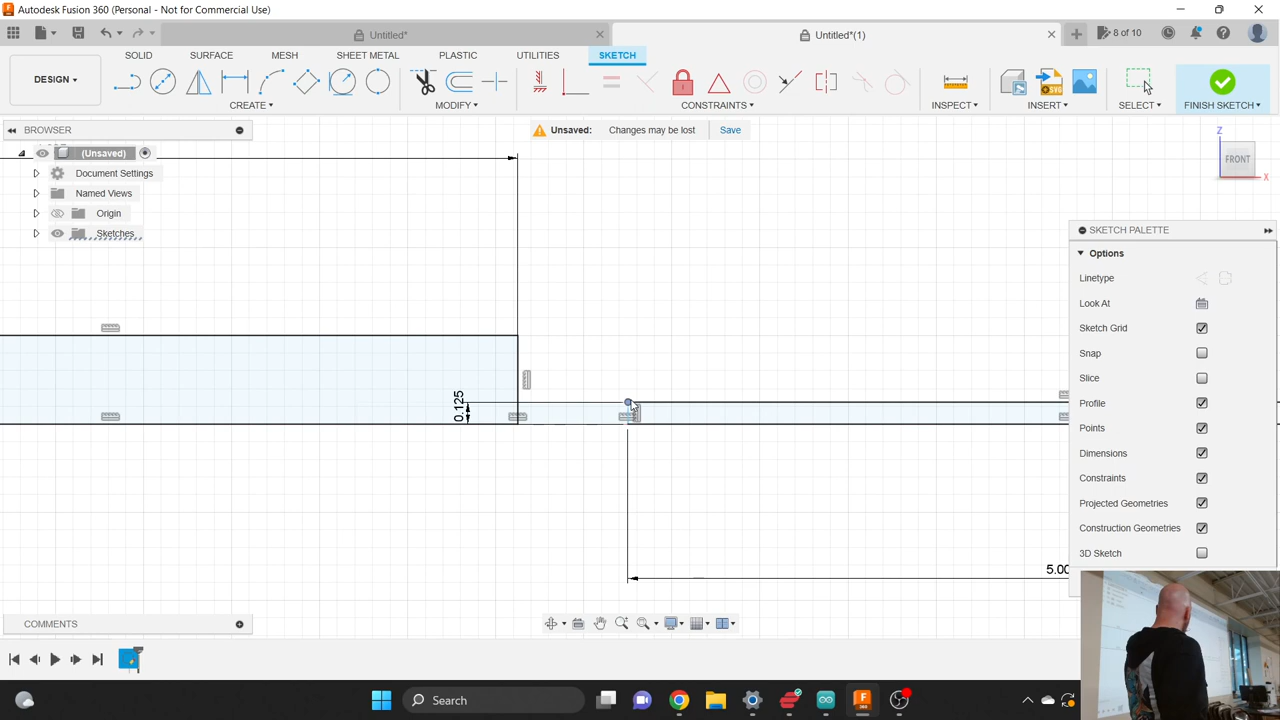 Autodesk Fusion 360 (Personal - Not for Commercial Use)
Untitled*
Untitled*(1)
8 of 10
DESIGN
SOLID
SURFACE
MESH
SHEET METAL
PLASTIC
UTILITIES
SKETCH
CREATE
MODIFY
CONSTRAINTS
INSPECT
INSERT
SELECT
FINISH SKETCH
BROWSER
(Unsaved)
Document Settings
Named Views
Origin
Sketches
Unsaved: Changes may be lost
Save
Z
FRONT
X
0.125
5.00
SKETCH PALETTE
Options
Linetype
Look At
Sketch Grid
Snap
Slice
Profile
Points
Dimensions
Constraints
Projected Geometries
Construction Geometries
3D Sketch
COMMENTS
Search